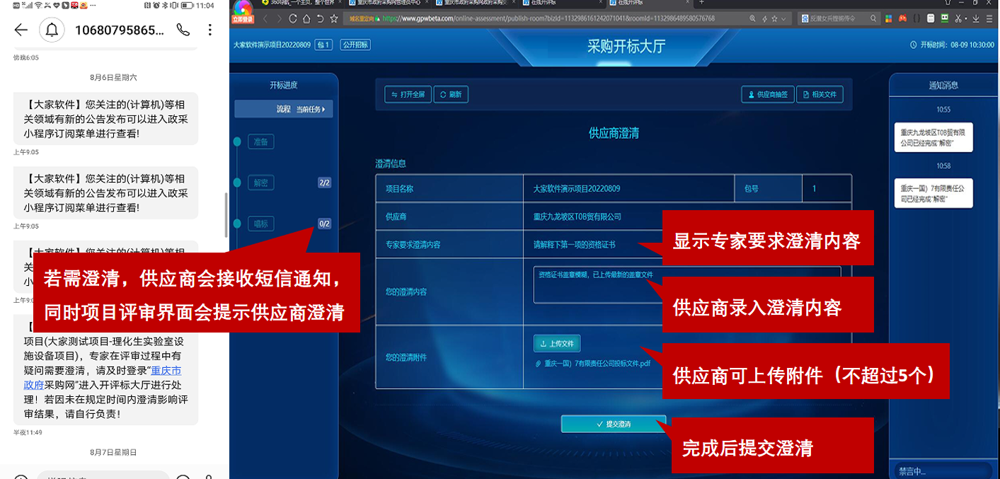 11:04
10680795865...
傍晚6:05
8月6日星期六
【大家软件】您关注的(计算机)等相
关领域有新的公告发布可以进入政采
小程序订阅菜单进行查看!
上午9:05
【大家软件】您关注的(计算机)等相
关领域有新的公告发布可以进入政采
小程序订阅菜单进行查看!
上午9:05
若需澄清，供应商会接收短信通知，
同时项目评审界面会提示供应商澄清
项目(大家测试项目-理化生实验室设
施设备项目)，专家在评审过程中有
疑问需要澄清，请及时登录“重庆市
政府采购网”进入开评标大厅进行处
理！若因未在规定时间内澄清影响评
审结果，请自行负责！
半夜11:49
8月7日星期日
立即登录
https://www.gpwbeta.com/online-assessment/publish-room?bizId=1132986161242071041&roomId=1132986489580576768
大家软件演示项目20220809 包1 公开招标
采购开标大厅
开标时间：08-09 10:30:00
开标进度
流程 当前任务
准备
解密 2/2
唱标 0/2
打开全屏 刷新
供应商抽签 相关文件
供应商澄清
澄清信息
项目名称 大家软件演示项目20220809 包号 1
供应商 重庆九龙坡区TOB贸有限公司
专家要求澄清内容 请解释下第一项的资格证书
您的澄清内容 资格证书盖章模糊，已上传最新的盖章文件
您的澄清附件 上传文件
重庆一国）7有限责任公司投标文件.pdf
提交澄清
显示专家要求澄清内容
供应商录入澄清内容
供应商可上传附件（不超过5个）
完成后提交澄清
通知消息
10:55
重庆九龙坡区TOB贸有限
公司已经完成“解密”
10:58
重庆一国）7有限责任公
司已经完成“解密”
禁言中...